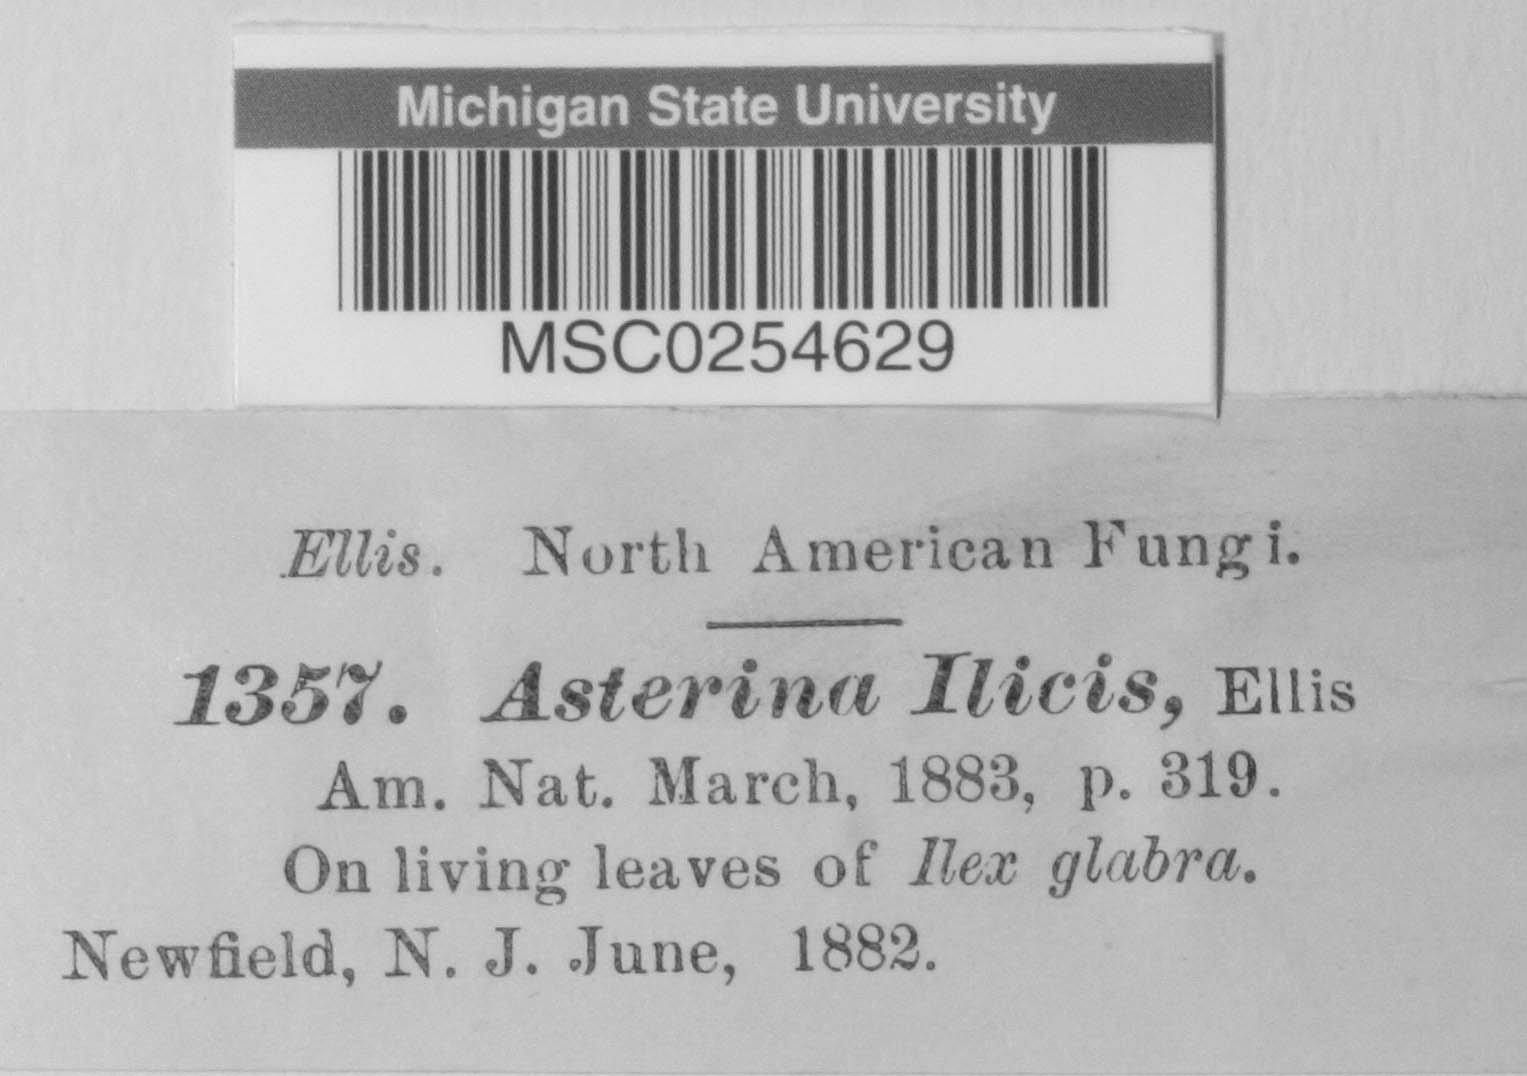 Michigan State University
MSC0254629
Ellis. North American Fungi.
1357. Asterina Ilicis, Ellis
Am. Nat. March, 1883, p. 319.
On living leaves of Ilex glabra.
Newfield, N. J. June, 1882.